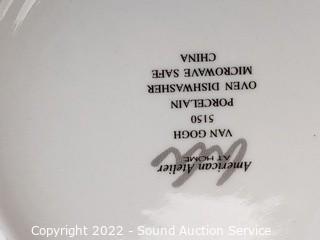 American Atelier
AT HOME
VAN GOGH
5150
PORCELAIN
OVEN DISHWASHER
MICROWAVE SAFE
CHINA
Copyright 2022 - Sound Auction Service